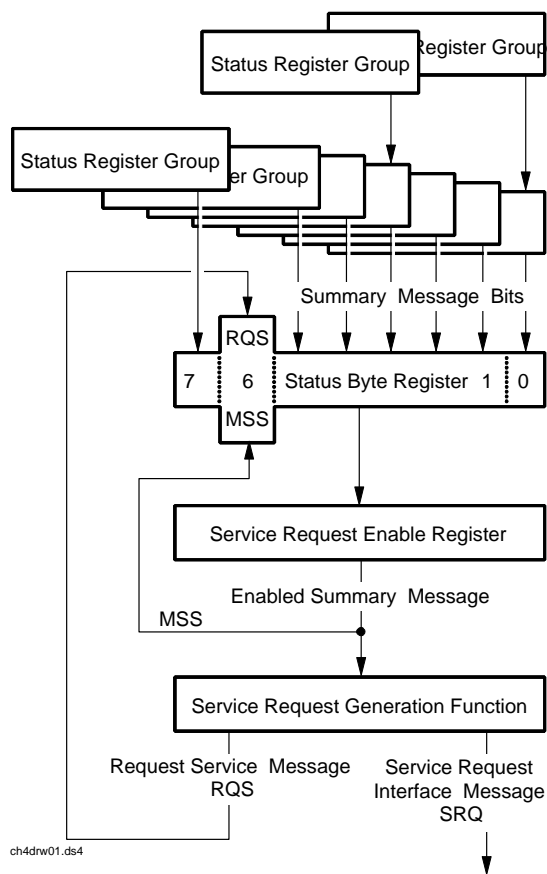 Register Group
Status Register Group
Status Register Group
er Group
Summary Message Bits
RQS
7 6 Status Byte Register 1 0
MSS
Service Request Enable Register
Enabled Summary Message
MSS
Service Request Generation Function
Request Service Message
RQS
Service Request
Interface Message
SRQ
ch4drw01.ds4